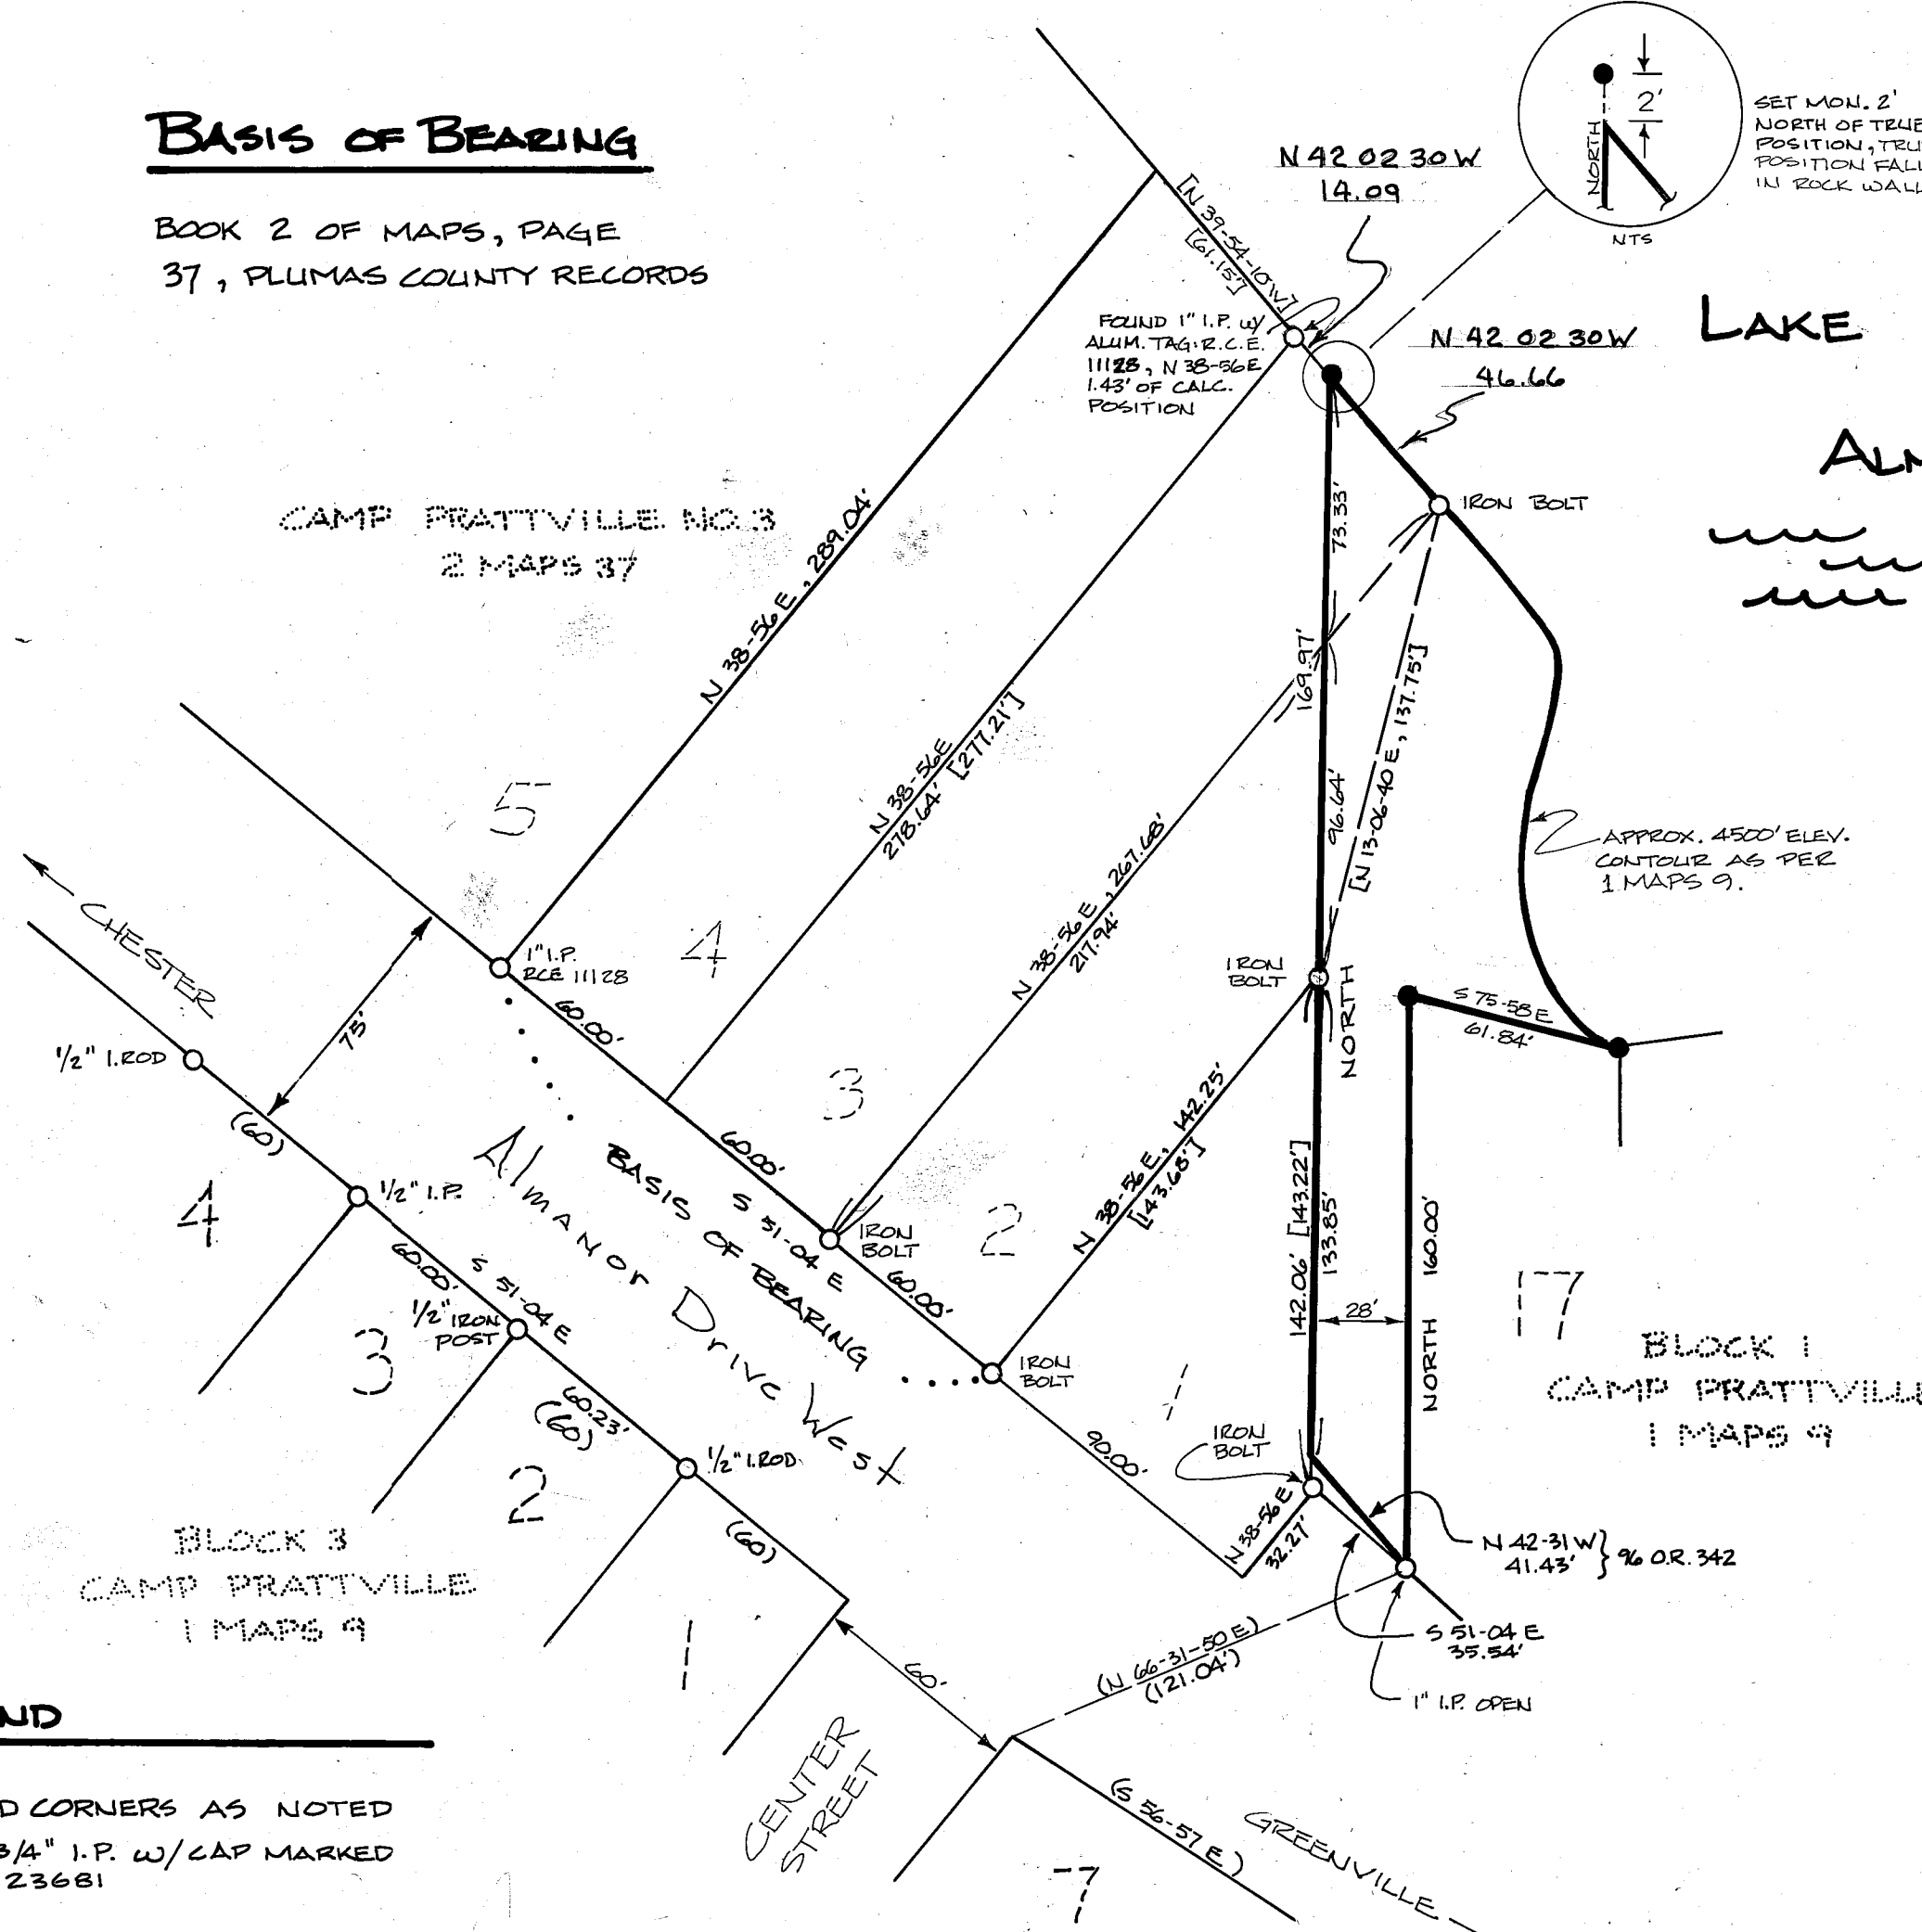 BASIS OF BEARING
BOOK 2 OF MAPS, PAGE
37, PLUMAS COUNTY RECORDS
N 42 02 30 W
14.09
2'
NORTH
NTS
SET MON. 2'
NORTH OF TRUE
POSITION, TRU
POSITION FALL
IN ROCK WALL
[N 39-54-10 W]
[61.15']
FOUND 1" I.P. W/
ALUM. TAG: R.C.E.
11128, N 38-56 E
1.43' OF CALC.
POSITION
N 42 02 30 W
46.66
LAKE
ALM
IRON BOLT
CAMP PRATTVILLE NO. 3
2 MAPS 37
N 38-56 E, 289.04'
73.33'
169.97'
96.64'
[N 13-06-40 E, 137.75']
N 38-56 E
278.64' [277.21']
N 38-56 E, 267.68'
217.94'
APPROX. 4500' ELEV.
CONTOUR AS PER
1 MAPS 9.
5
4
3
2
1
CHESTER
75'
1" I.P.
RCE 11128
60.00'
1/2" I.ROD
(60)
IRON
BOLT
NORTH
S 75-58 E
61.84'
N 38-56 E, 142.25'
[143.68']
142.06' [143.22']
133.85'
28'
NORTH 160.00'
17
BLOCK 1
CAMP PRATTVILLE
1 MAPS 9
Almanor Drive West
60.00'
BASIS OF BEARING
S 51-04 E
IRON
BOLT
60.00'
IRON
BOLT
90.00'
4
1/2" I.P.
60.00'
S 51-04 E
1/2" IRON
POST
3
60.23'
(60)
1/2" I.ROD
2
(60)
1
IRON
BOLT
N 38-56 E
32.27'
N 42-31 W } 96 O.R. 342
41.43'
S 51-04 E
35.54'
1" I.P. OPEN
(N 66-31-50 E)
(121.04')
BLOCK 3
CAMP PRATTVILLE
1 MAPS 9
60'
CENTER
STREET
(S 56-57 E)
GREENVILLE
7
ND
D CORNERS AS NOTED
3/4" I.P. W/CAP MARKED
23681